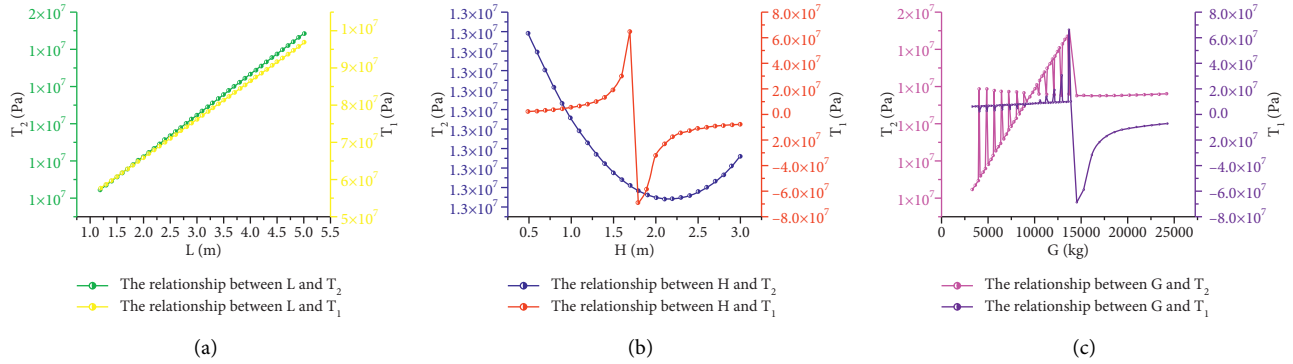 2×10⁷
1×10⁷
1×10⁷
1×10⁷
1×10⁷
1×10⁷
T₂ (Pa)
1×10⁷
9×10⁷
8×10⁷
7×10⁷
6×10⁷
5×10⁷
T₁ (Pa)
1.0 1.5 2.0 2.5 3.0 3.5 4.0 4.5 5.0 5.5
L (m)
The relationship between L and T₂
The relationship between L and T₁
(a)
1.3×10⁷
1.3×10⁷
1.3×10⁷
1.3×10⁷
1.3×10⁷
1.3×10⁷
1.3×10⁷
1.3×10⁷
1.3×10⁷
1.3×10⁷
1.3×10⁷
T₂ (Pa)
8.0×10⁷
6.0×10⁷
4.0×10⁷
2.0×10⁷
0.0
−2.0×10⁷
−4.0×10⁷
−6.0×10⁷
−8.0×10⁷
T₁ (Pa)
0.5 1.0 1.5 2.0 2.5 3.0
H (m)
The relationship between H and T₂
The relationship between H and T₁
(b)
2×10⁷
1×10⁷
1×10⁷
1×10⁷
1×10⁷
1×10⁷
T₂ (Pa)
8.0×10⁷
6.0×10⁷
4.0×10⁷
2.0×10⁷
0.0
−2.0×10⁷
−4.0×10⁷
−6.0×10⁷
−8.0×10⁷
T₁ (Pa)
5000 10000 15000 20000 25000
G (kg)
The relationship between G and T₂
The relationship between G and T₁
(c)